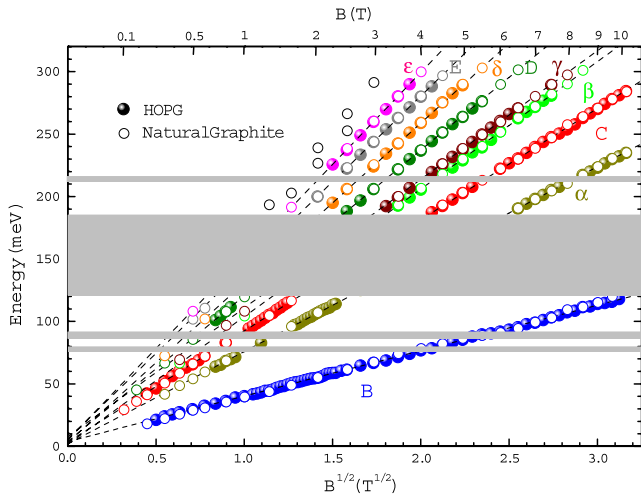 B(T)
0.1 0.5 1 2 3 4 5 6 7 8 9 10
300
250
200
150
100
50
0
Energy(meV)
ε E δ D γ β C α B
HOPG
NaturalGraphite
0.0 0.5 1.0 1.5 2.0 2.5 3.0
B^1/2(T^1/2)